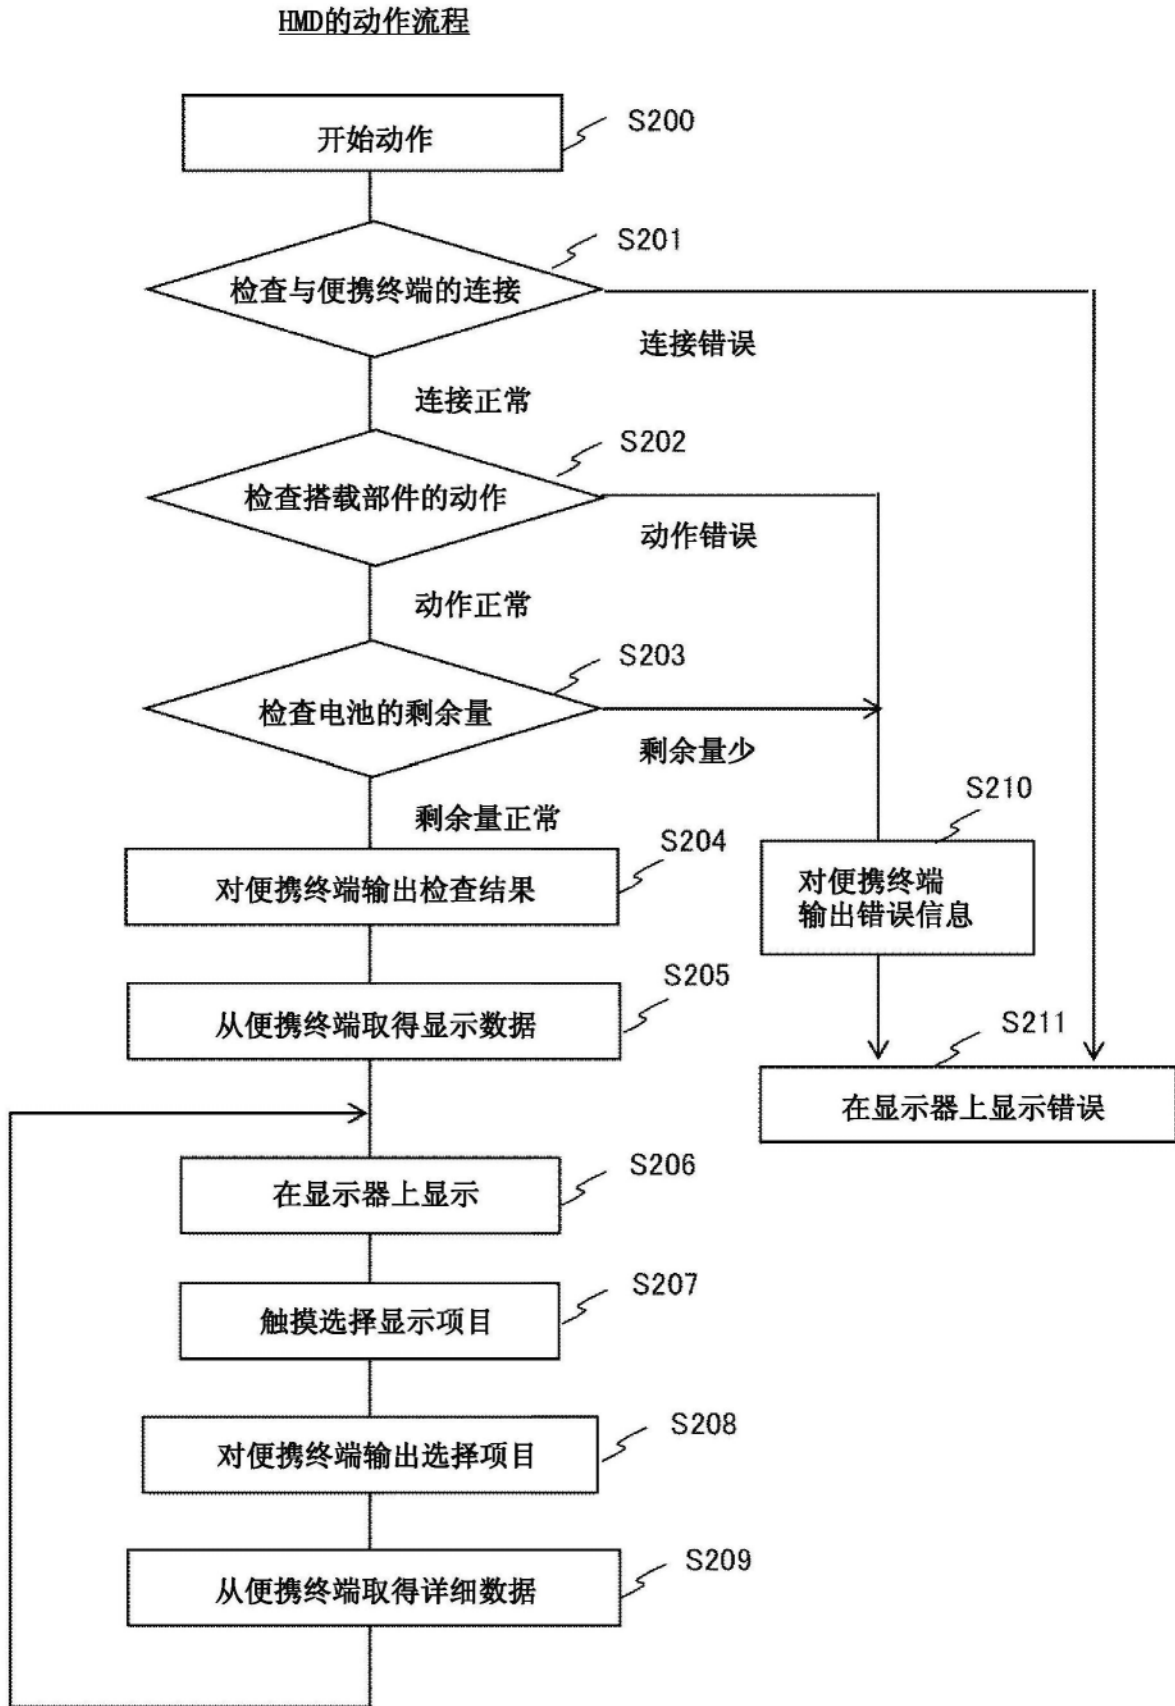 HMD的动作流程
开始动作
S200
检查与便携终端的连接
S201
连接错误
连接正常
检查搭载部件的动作
S202
动作错误
动作正常
检查电池的剩余量
S203
剩余量少
剩余量正常
对便携终端输出检查结果
S204
对便携终端
输出错误信息
S210
从便携终端取得显示数据
S205
在显示器上显示错误
S211
在显示器上显示
S206
触摸选择显示项目
S207
对便携终端输出选择项目
S208
从便携终端取得详细数据
S209